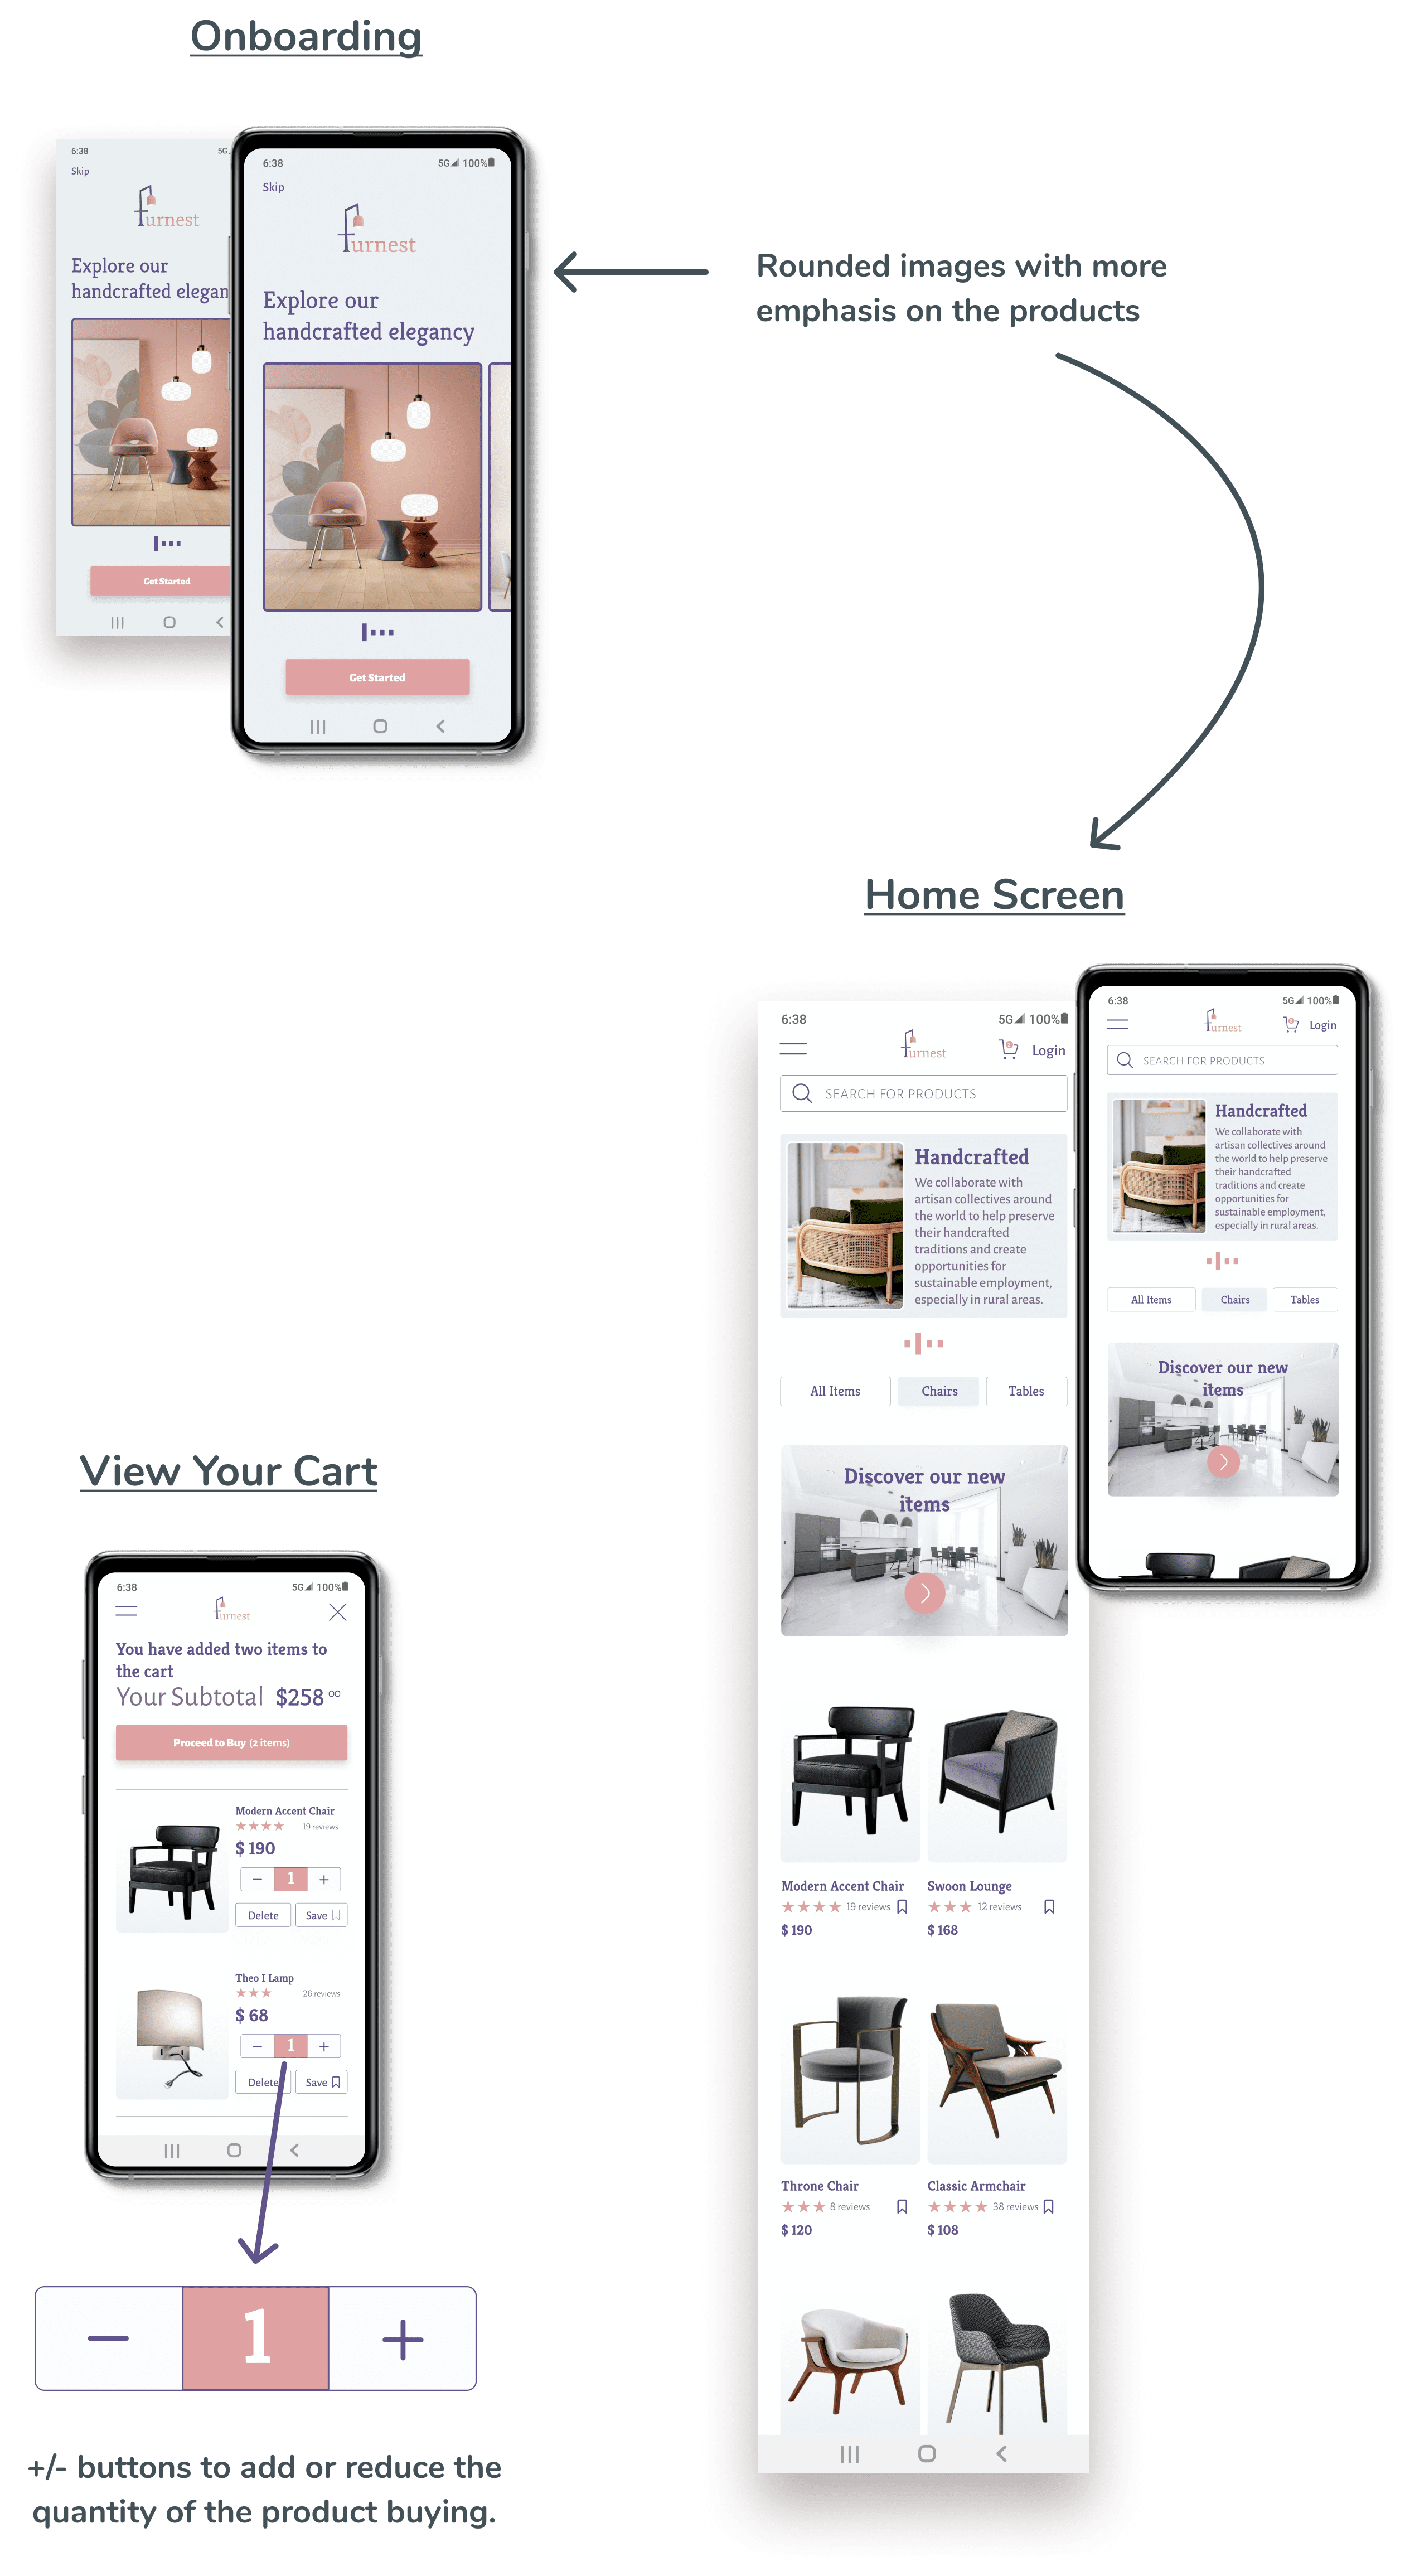 Onboarding
6:38
5G
Skip
furnest
Explore our
handcrafted elegan
Get Started
6:38
5G 100%
Skip
furnest
Explore our
handcrafted elegancy
Get Started
Rounded images with more
emphasis on the products
Home Screen
6:38
5G 100%
furnest
Login
SEARCH FOR PRODUCTS
Handcrafted
We collaborate with
artisan collectives around
the world to help preserve
their handcrafted
traditions and create
opportunities for
sustainable employment,
especially in rural areas.
All Items
Chairs
Tables
Discover our new
items
Modern Accent Chair
19 reviews
$ 190
Swoon Lounge
12 reviews
$ 168
Throne Chair
8 reviews
$ 120
Classic Armchair
38 reviews
$ 108
6:38
5G 100%
furnest
Login
SEARCH FOR PRODUCTS
Handcrafted
We collaborate with
artisan collectives around
the world to help preserve
their handcrafted
traditions and create
opportunities for
sustainable employment,
especially in rural areas.
All Items
Chairs
Tables
Discover our new
items
View Your Cart
6:38
5G 100%
furnest
You have added two items to
the cart
Your Subtotal $258 00
Proceed to Buy (2 items)
Modern Accent Chair
19 reviews
$ 190
− 1 +
Delete
Save
Theo I Lamp
26 reviews
$ 68
− 1 +
Delete
Save
− 1 +
+/- buttons to add or reduce the
quantity of the product buying.